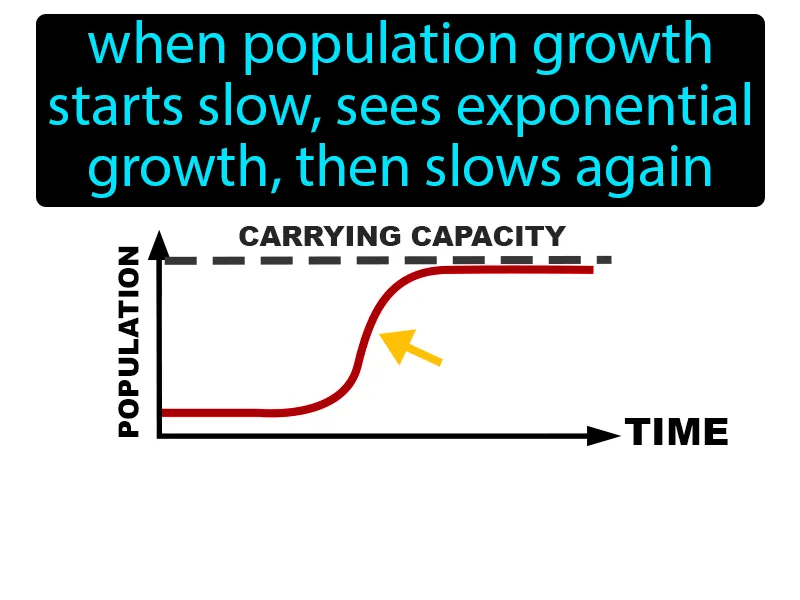 when population growth
starts slow, sees exponential
growth, then slows again
CARRYING CAPACITY
POPULATION
TIME